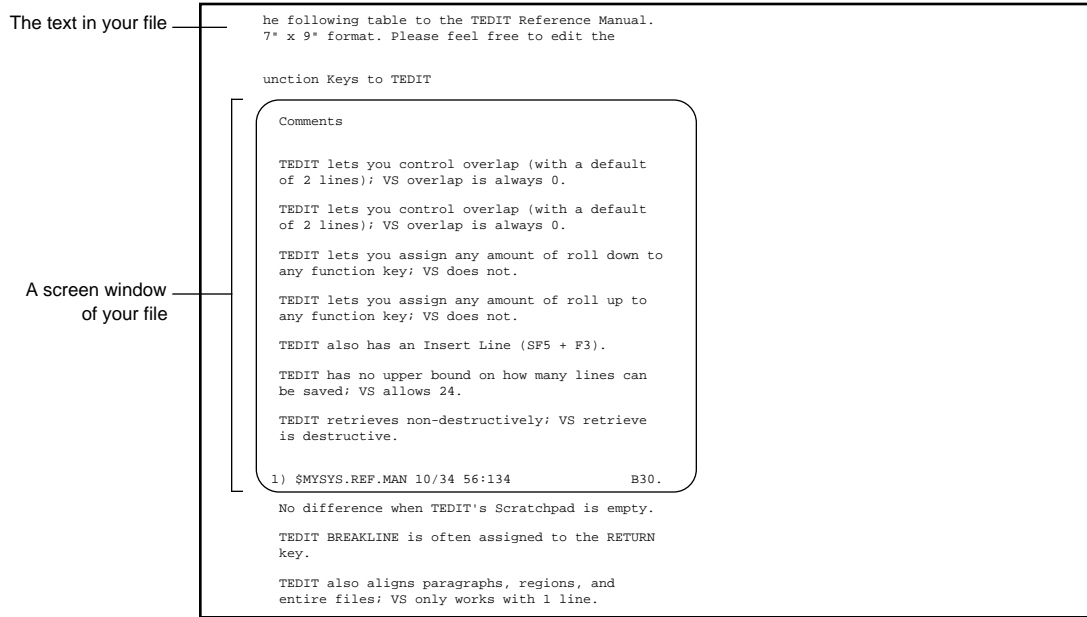 The text in your file
he following table to the TEDIT Reference Manual.
7" x 9" format. Please feel free to edit the
unction Keys to TEDIT
Comments
TEDIT lets you control overlap (with a default
of 2 lines); VS overlap is always 0.
TEDIT lets you control overlap (with a default
of 2 lines); VS overlap is always 0.
TEDIT lets you assign any amount of roll down to
any function key; VS does not.
A screen window
of your file
TEDIT lets you assign any amount of roll up to
any function key; VS does not.
TEDIT also has an Insert Line (SF5 + F3).
TEDIT has no upper bound on how many lines can
be saved; VS allows 24.
TEDIT retrieves non-destructively; VS retrieve
is destructive.
1) $MYSYS.REF.MAN 10/34 56:134 B30.
No difference when TEDIT's Scratchpad is empty.
TEDIT BREAKLINE is often assigned to the RETURN
key.
TEDIT also aligns paragraphs, regions, and
entire files; VS only works with 1 line.